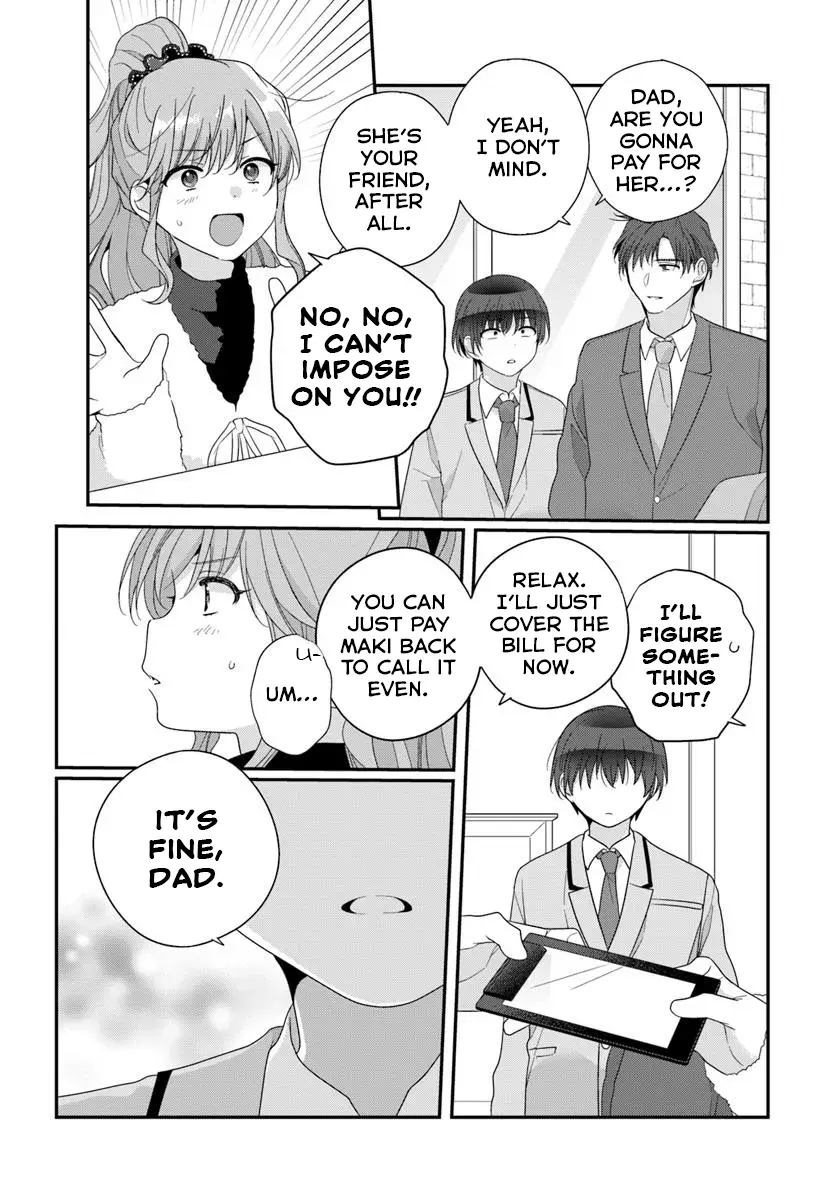 DAD,
ARE YOU
GONNA
PAY FOR
HER...?
YEAH,
I DON'T
MIND.
SHE'S
YOUR
FRIEND,
AFTER
ALL.
NO, NO,
I CAN'T
IMPOSE
ON YOU!!
I'LL
FIGURE
SOME-
THING
OUT!
RELAX.
I'LL JUST
COVER THE
BILL FOR
NOW.
YOU CAN
JUST PAY
MAKI BACK
TO CALL IT
EVEN.
U-
UM...
IT'S
FINE,
DAD.